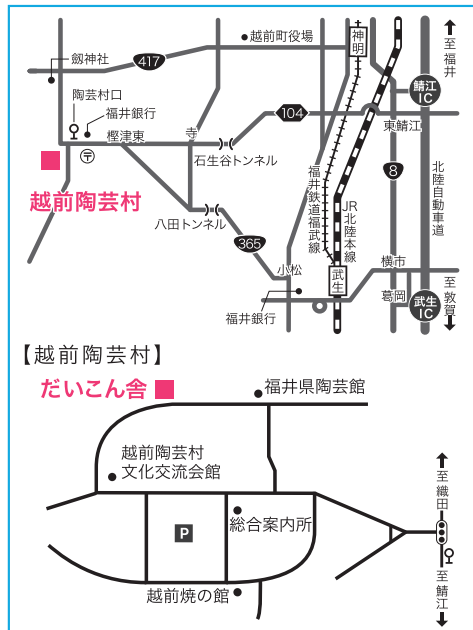 至福井
神明
越前町役場
417
劔神社
鯖江
IC
陶芸村口
福井銀行
104
寺
東鯖江
樫津東
〒
石生谷トンネル
8
北陸自動車道
越前陶芸村
福井鉄道福武線
JR北陸本線
八田トンネル
365
小松
横市
武生
至敦賀
葛岡
武生
IC
福井銀行
【越前陶芸村】
だいこん舎
福井県陶芸館
越前陶芸村
文化交流会館
至織田
P
総合案内所
至鯖江
越前焼の館